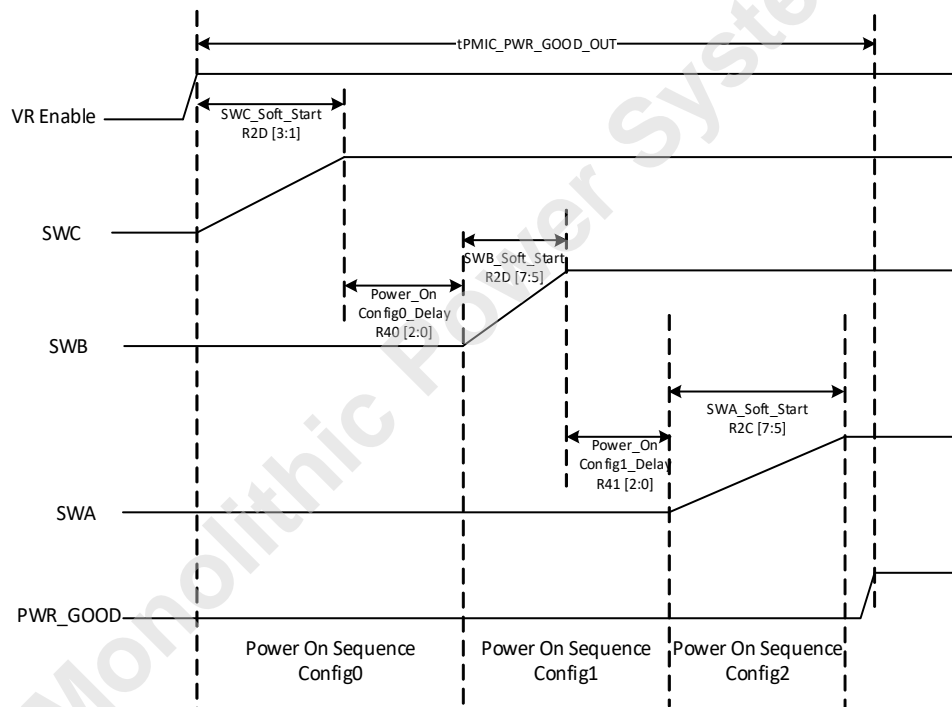 tPMIC_PWR_GOOD_OUT
VR Enable
SWC_Soft_Start
R2D [3:1]
SWC
SWB_Soft_Start
R2D [7:5]
Power_On
Config0_Delay
R40 [2:0]
SWB
SWA_Soft_Start
R2C [7:5]
Power_On
Config1_Delay
R41 [2:0]
SWA
PWR_GOOD
Power On Sequence
Config0
Power On Sequence
Config1
Power On Sequence
Config2
Monolithic Power Syste